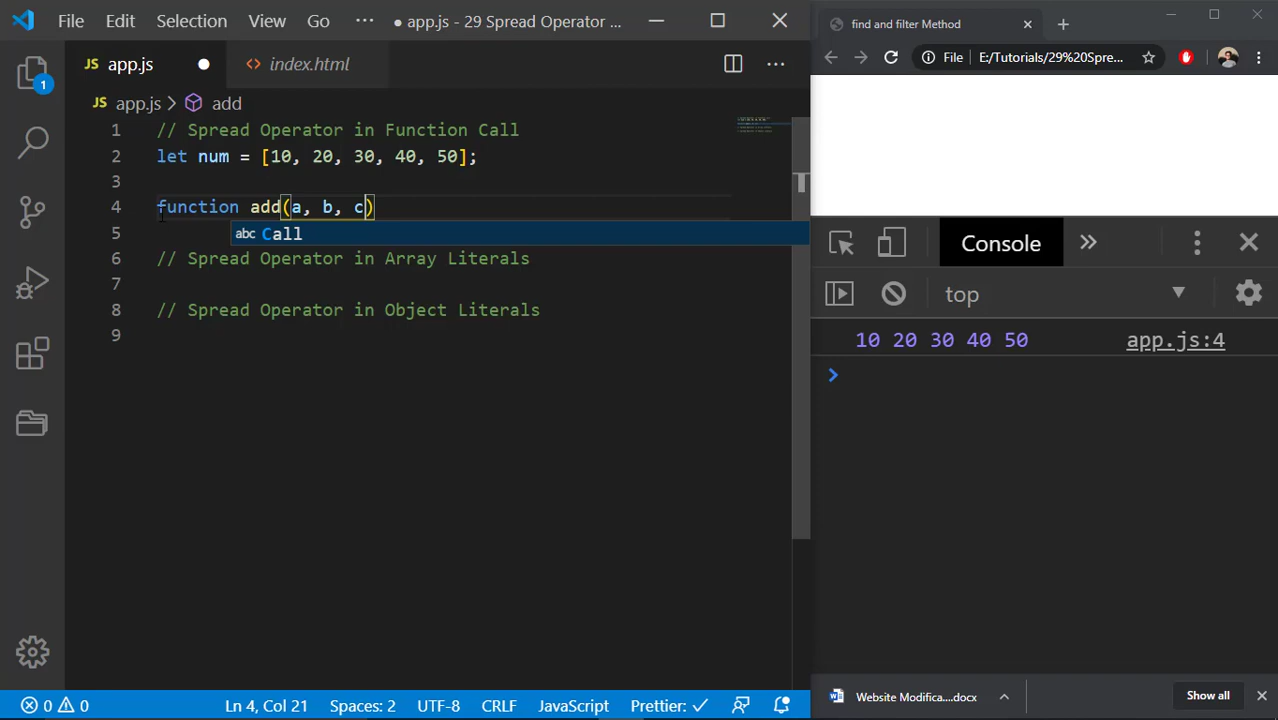 File Edit Selection View Go ··· ● app.js - 29 Spread Operator ...
JS app.js ● <> index.html ···
JS app.js > add
1 // Spread Operator in Function Call
2 let num = [10, 20, 30, 40, 50];
3
4 function add(a, b, c)
abc Call
5
6 // Spread Operator in Array Literals
7
8 // Spread Operator in Object Literals
9
1
0 0 Ln 4, Col 21 Spaces: 2 UTF-8 CRLF JavaScript Prettier: ✓
find and filter Method
File E:/Tutorials/29%20Spre...
Console »
top ▼
10 20 30 40 50 app.js:4
>
Website Modifica....docx Show all